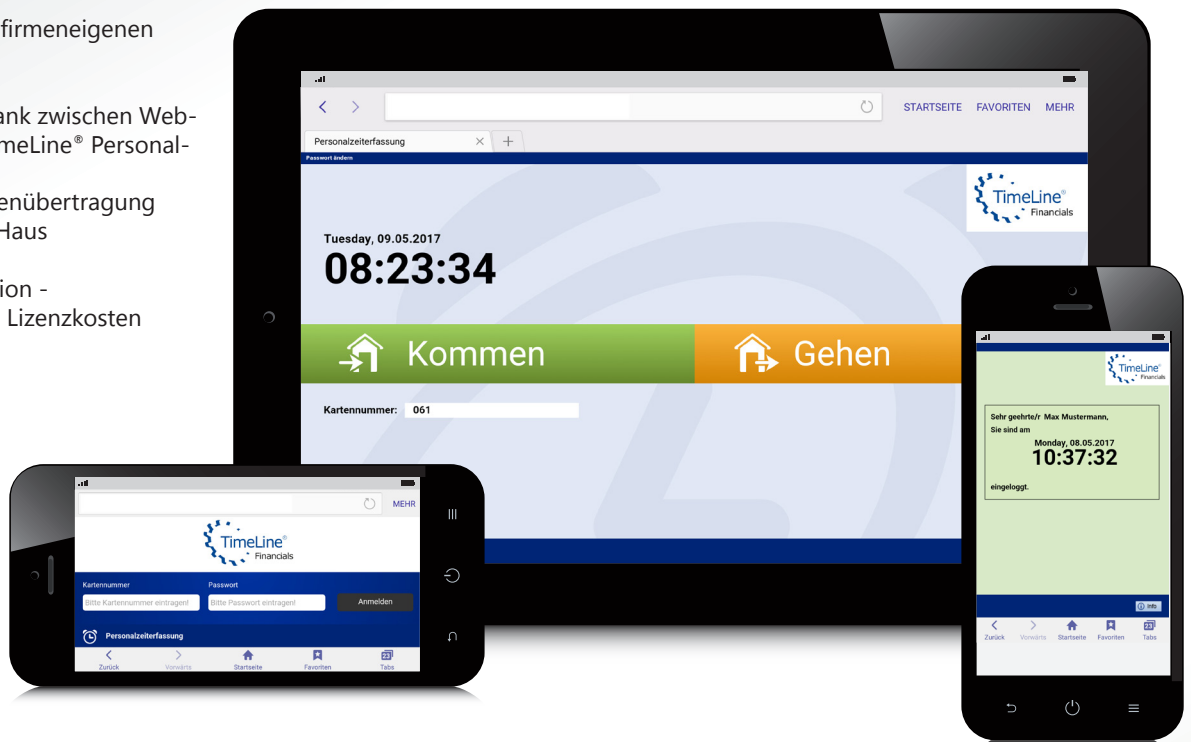 firmeneigenen
ank zwischen Web-
meLine® Personal-
enübertragung
Haus
ion -
Lizenzkosten
STARTSEITE FAVORITEN MEHR
Personalzeiterfassung
Passwort ändern
TimeLine®
Financials
Tuesday, 09.05.2017
08:23:34
Kommen
Gehen
Kartennummer: 061
MEHR
TimeLine®
Financials
Kartennummer Passwort
Bitte Kartennummer eintragen! Bitte Passwort eintragen! Anmelden
Personalzeiterfassung
23
Zurück Vorwärts Startseite Favoriten Tabs
TimeLine®
Financials
Sehr geehrte/r Max Mustermann,
Sie sind am
Monday, 08.05.2017
10:37:32
eingeloggt.
Info
23
Zurück Vorwärts Startseite Favoriten Tabs